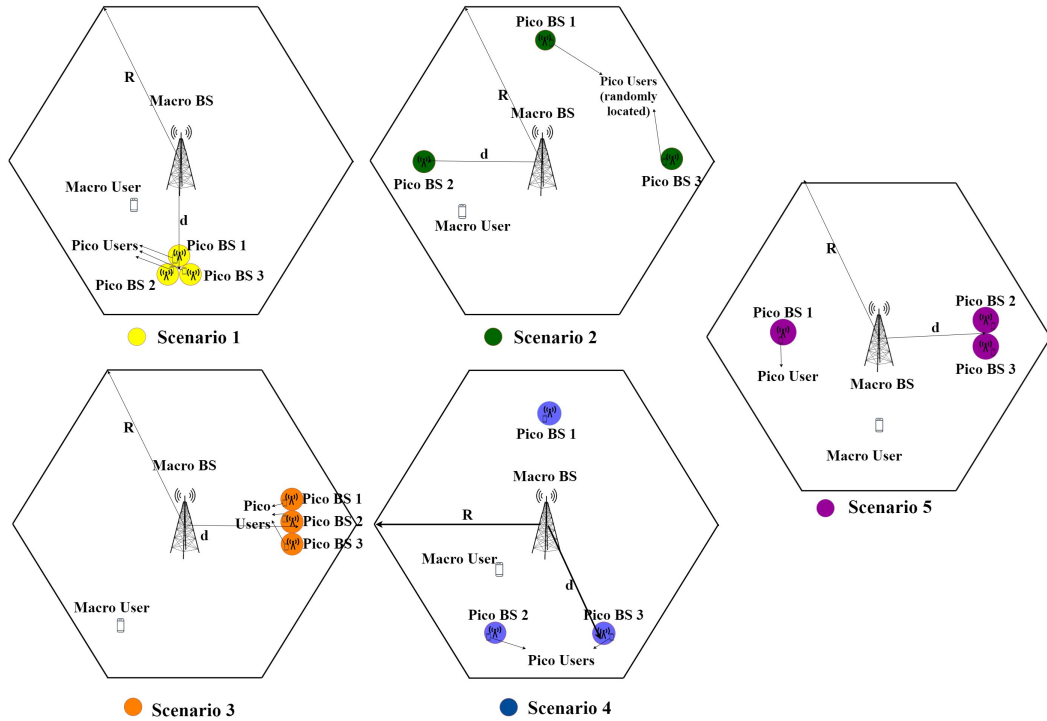 R
Macro BS
Macro User
d
Pico Users
Pico BS 1
Pico BS 2
Pico BS 3
Scenario 1
Pico BS 1
Pico Users
(randomly
located)
R
Macro BS
d
Pico BS 2
Pico BS 3
Macro User
Scenario 2
R
Macro BS
Pico
Users
Pico BS 1
Pico BS 2
Pico BS 3
d
Macro User
Scenario 3
Pico BS 1
Macro BS
R
Macro User
d
Pico BS 2
Pico BS 3
Pico Users
Scenario 4
R
Pico BS 1
Pico BS 2
d
Pico BS 3
Pico User
Macro BS
Macro User
Scenario 5